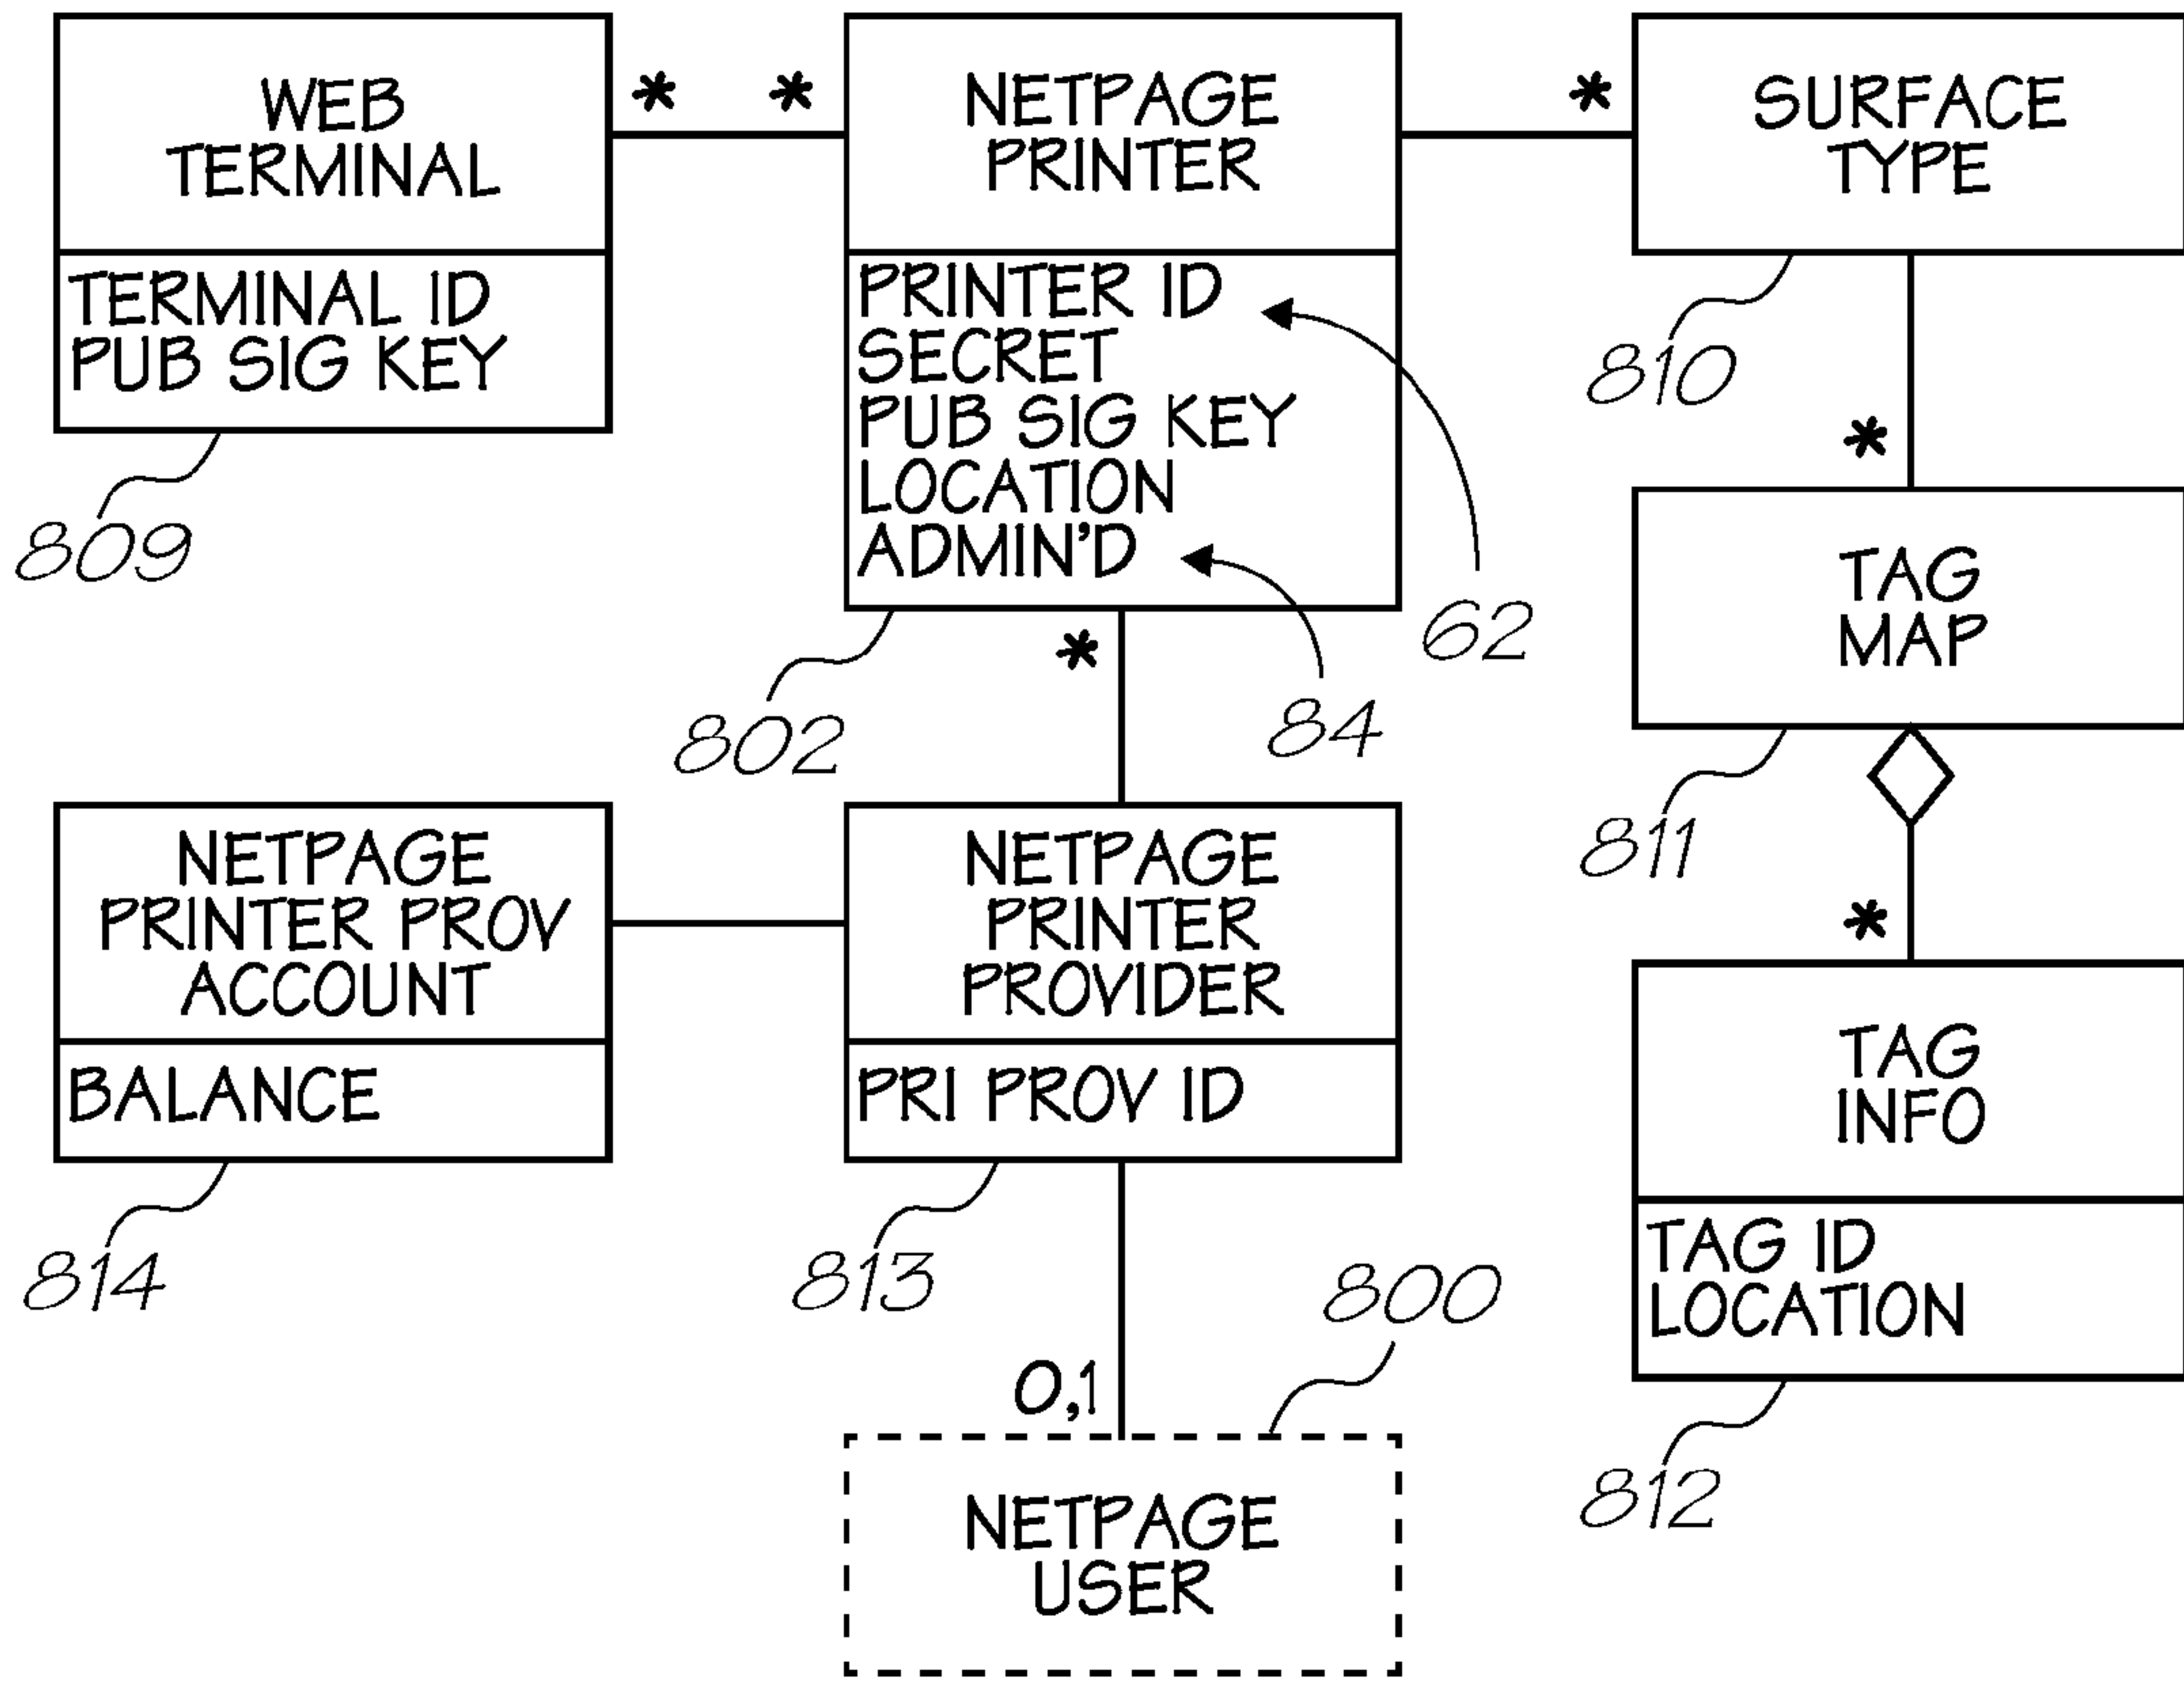 WEB
TERMINAL
TERMINAL ID
PUB SIG KEY
809
*
*
NETPAGE
PRINTER
PRINTER ID
SECRET
PUB SIG KEY
LOCATION
ADMIN'D
62
84
802
*
*
SURFACE
TYPE
810
*
TAG
MAP
811
*
TAG
INFO
TAG ID
LOCATION
812
NETPAGE
PRINTER PROV
ACCOUNT
BALANCE
814
NETPAGE
PRINTER
PROVIDER
PRI PROV ID
813
800
0,1
NETPAGE
USER